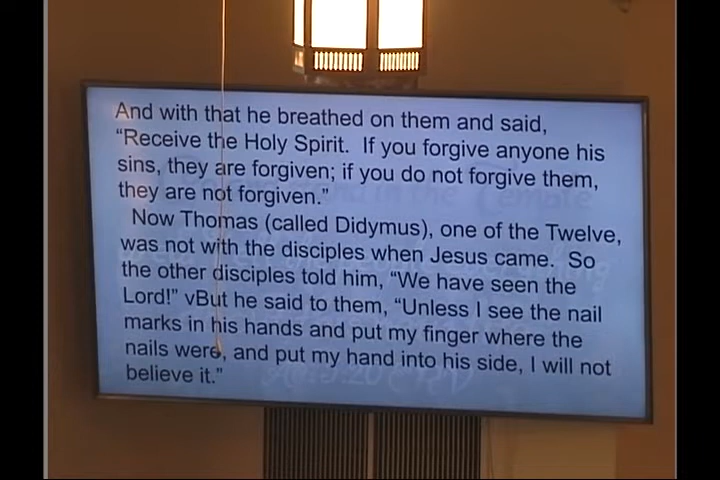 And with that he breathed on them and said,
“Receive the Holy Spirit.  If you forgive anyone his
sins, they are forgiven; if you do not forgive them,
they are not forgiven.”
Now Thomas (called Didymus), one of the Twelve,
was not with the disciples when Jesus came.  So
the other disciples told him, “We have seen the
Lord!” vBut he said to them, “Unless I see the nail
marks in his hands and put my finger where the
nails were, and put my hand into his side, I will not
believe it.”